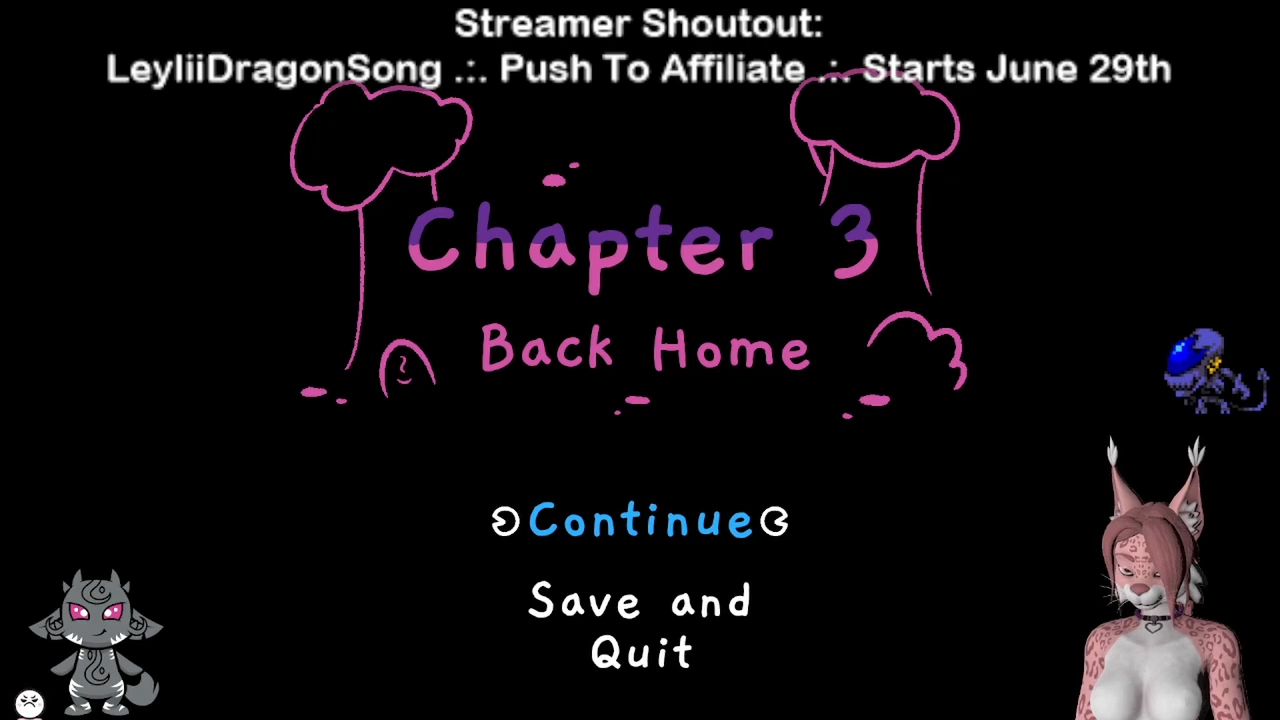 Streamer Shoutout:
LeyliiDragonSong .:. Push To Affiliate .:. Starts June 29th
Chapter 3
Back Home
Continue
Save and
Quit